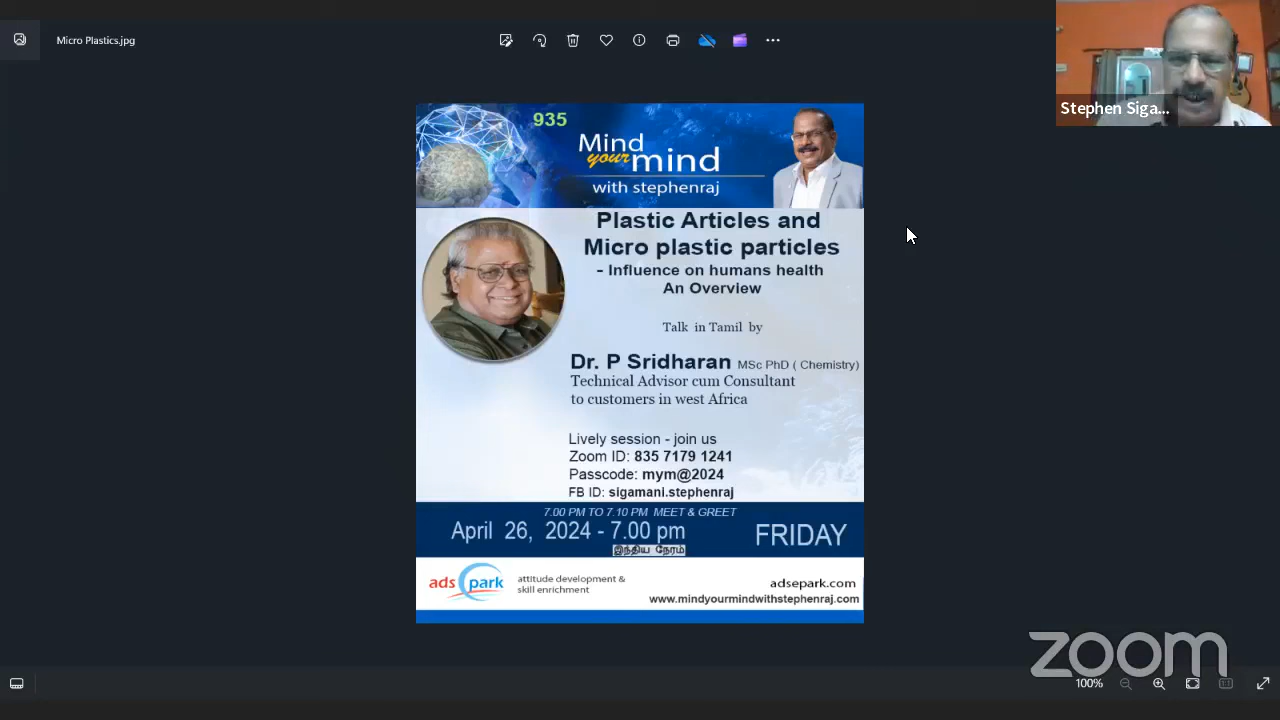 Micro Plastics.jpg
Stephen Siga...
935
Mind
your mind
with stephenraj
Plastic Articles and
Micro plastic particles
- Influence on humans health
An Overview
Talk in Tamil by
Dr. P Sridharan MSc PhD ( Chemistry)
Technical Advisor cum Consultant
to customers in west Africa
Lively session - join us
Zoom ID: 835 7179 1241
Passcode: mym@2024
FB ID: sigamani.stephenraj
7.00 PM TO 7.10 PM MEET & GREET
April 26, 2024 - 7.00 pm
FRIDAY
இந்திய நேரம்
ads park
attitude development &
skill enrichment
adsepark.com
www.mindyourmindwithstephenraj.com
zoom
100%